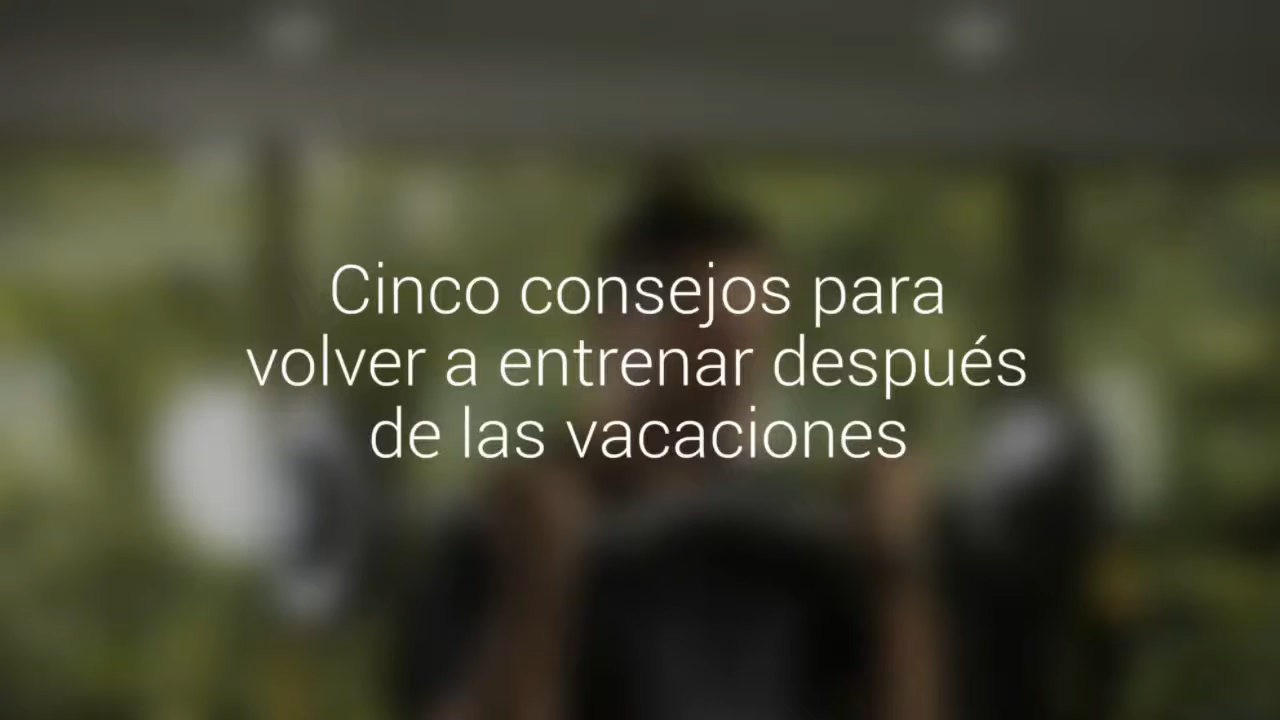 Cinco consejos para
volver a entrenar después
de las vacaciones